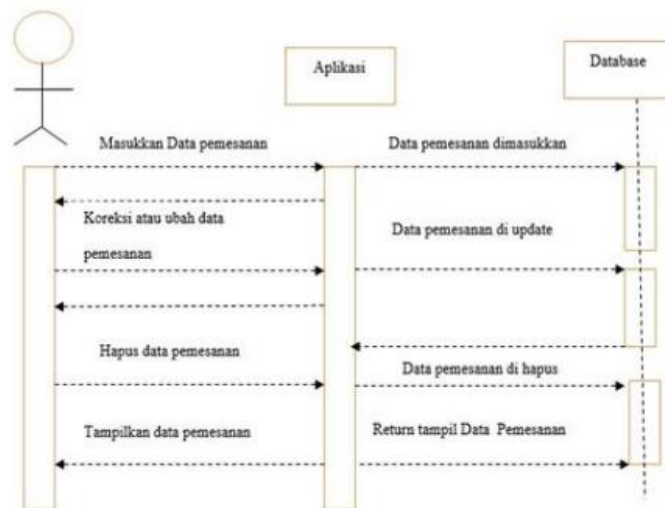 Aplikasi
Database
Masukkan Data pemesanan
Data pemesanan dimasukkan
Koreksi atau ubah data
pemesanan
Data pemesanan di update
Hapus data pemesanan
Data pemesanan di hapus
Tampilkan data pemesanan
Return tampil Data Pemesanan